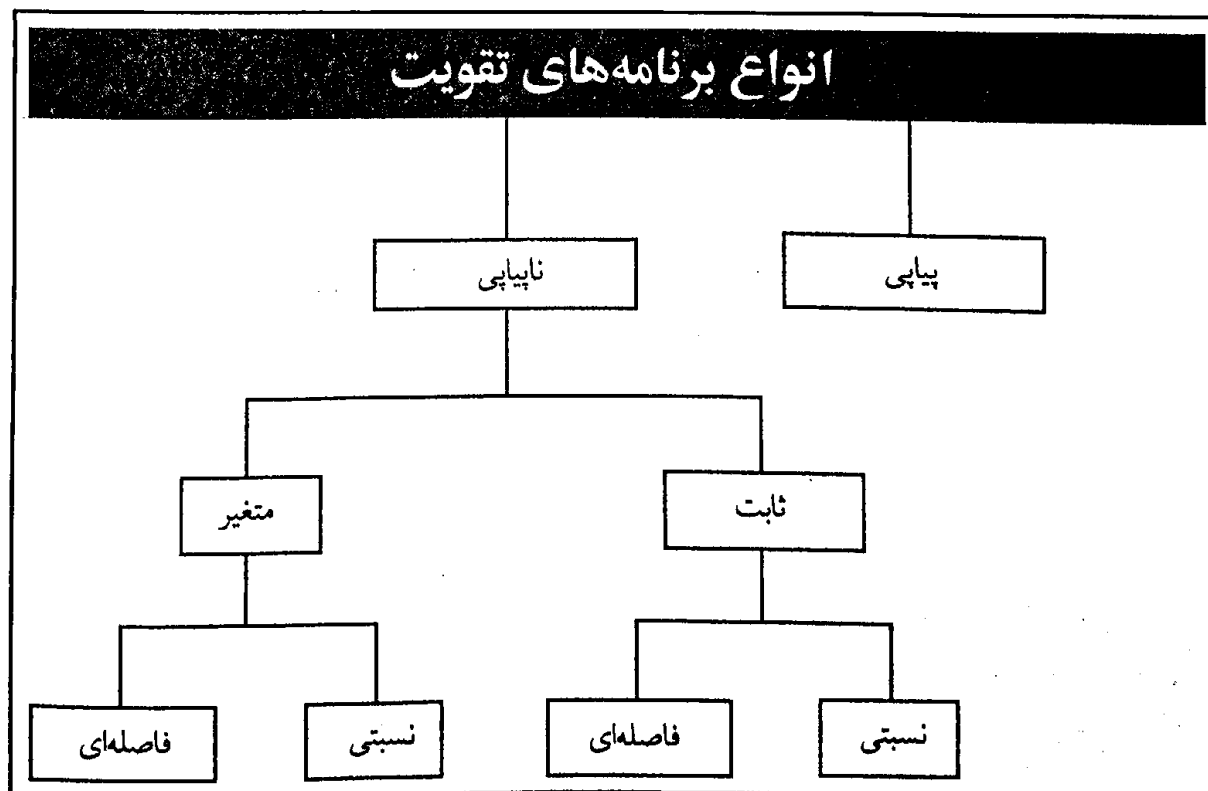 انواع برنامه‌های تقویت
پیاپی
ناپیاپی
ثابت
متغیر
نسبتی
فاصله‌ای
نسبتی
فاصله‌ای